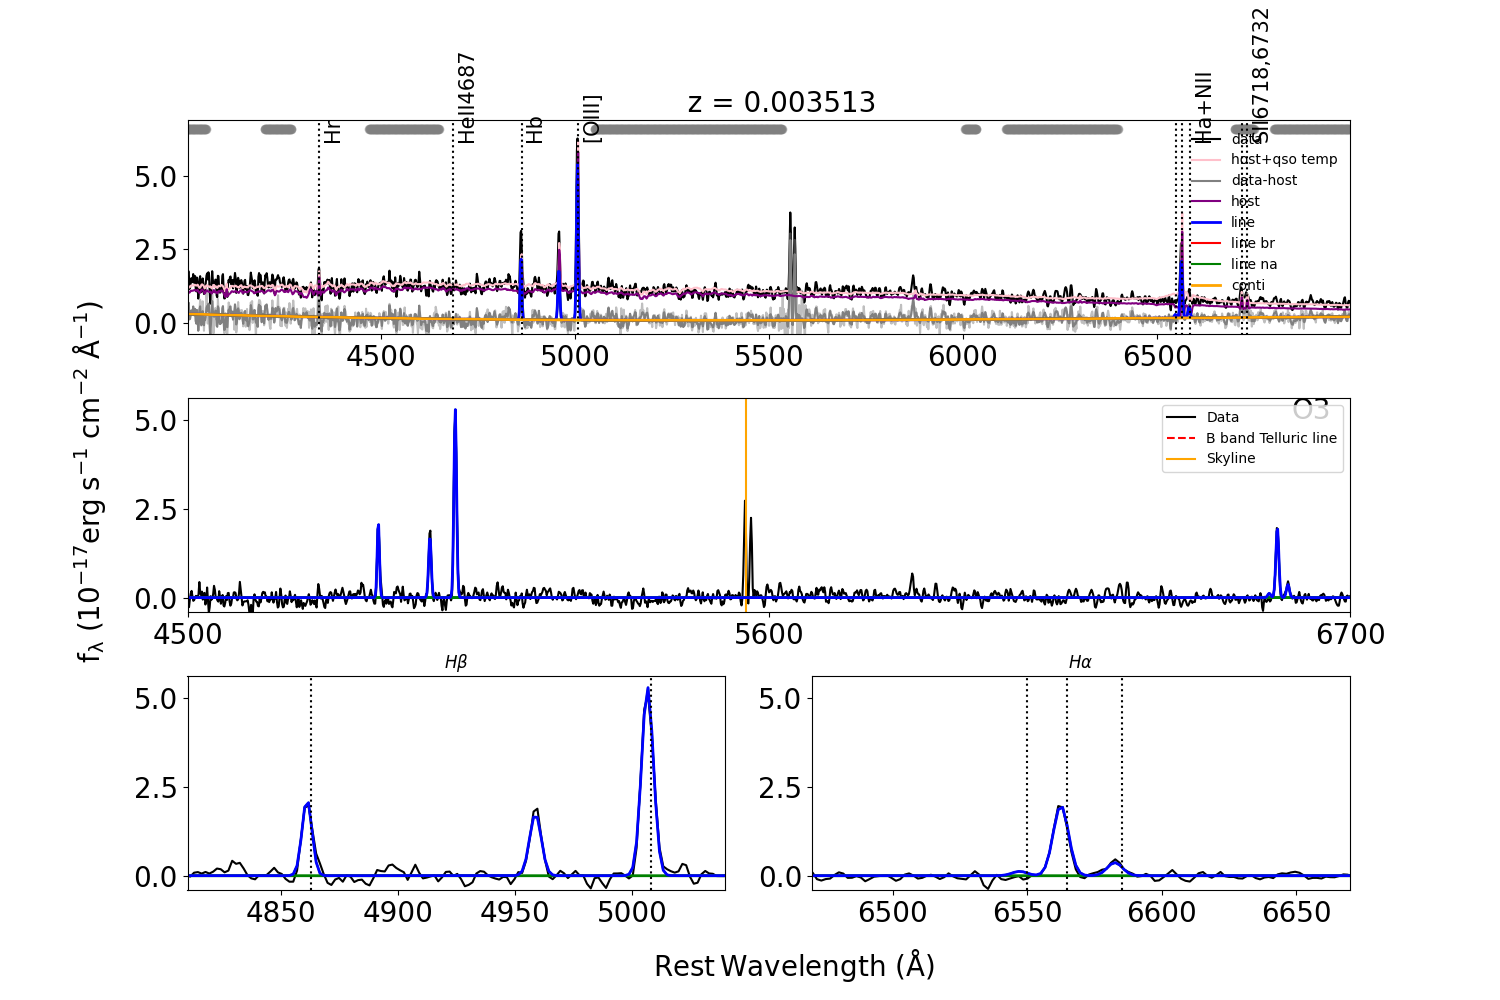 z = 0.003513
Hr
HeII4687
Hb
[OIII]
Ha+NII
SII6718,6732
data
host+qso temp
data-host
host
line
line br
line na
conti
5.0
2.5
0.0
4500 5000 5500 6000 6500
O3
Data
B band Telluric line
Skyline
5.0
2.5
0.0
4500 5600 6700
fλ (10⁻¹⁷erg s⁻¹ cm⁻² Å⁻¹)
Hβ
5.0
2.5
0.0
4850 4900 4950 5000
Hα
5.0
2.5
0.0
6500 6550 6600 6650
Rest Wavelength (Å)